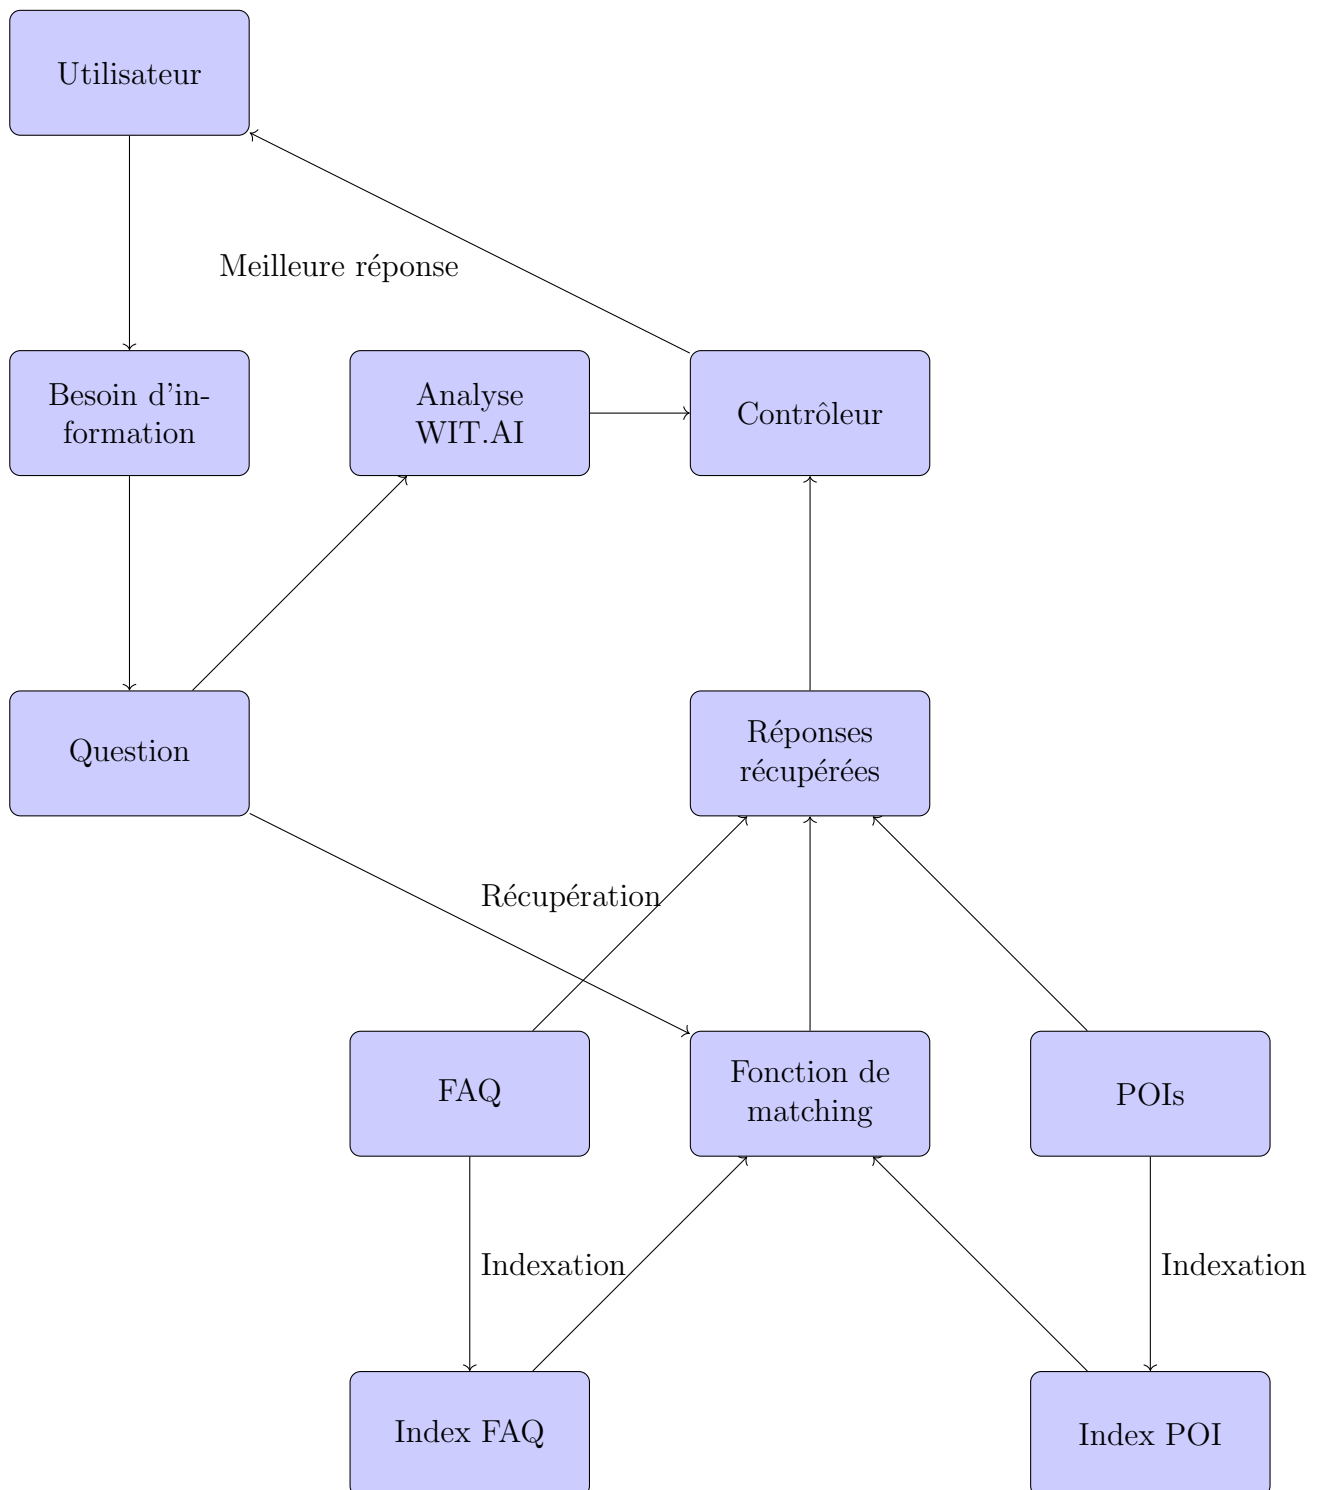 Utilisateur
Meilleure réponse
Besoin d'in-
formation
Analyse
WIT.AI
Contrôleur
Question
Réponses
récupérées
Récupération
FAQ
Fonction de
matching
POIs
Indexation
Indexation
Index FAQ
Index POI